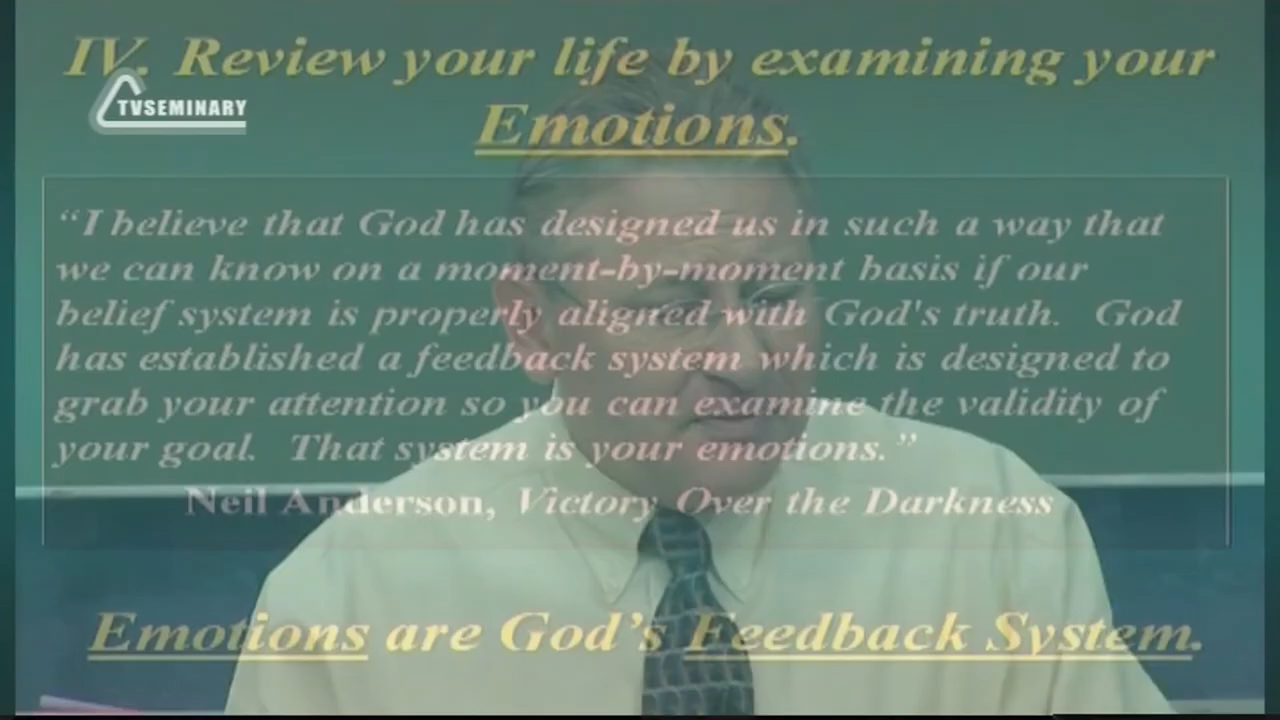 IV. Review your life by examining your
Emotions.
TVSEMINARY
“I believe that God has designed us in such a way that
we can know on a moment-by-moment basis if our
belief system is properly aligned with God's truth. God
has established a feedback system which is designed to
grab your attention so you can examine the validity of
your goal. That system is your emotions.”
Neil Anderson, Victory Over the Darkness
Emotions are God’s Feedback System.